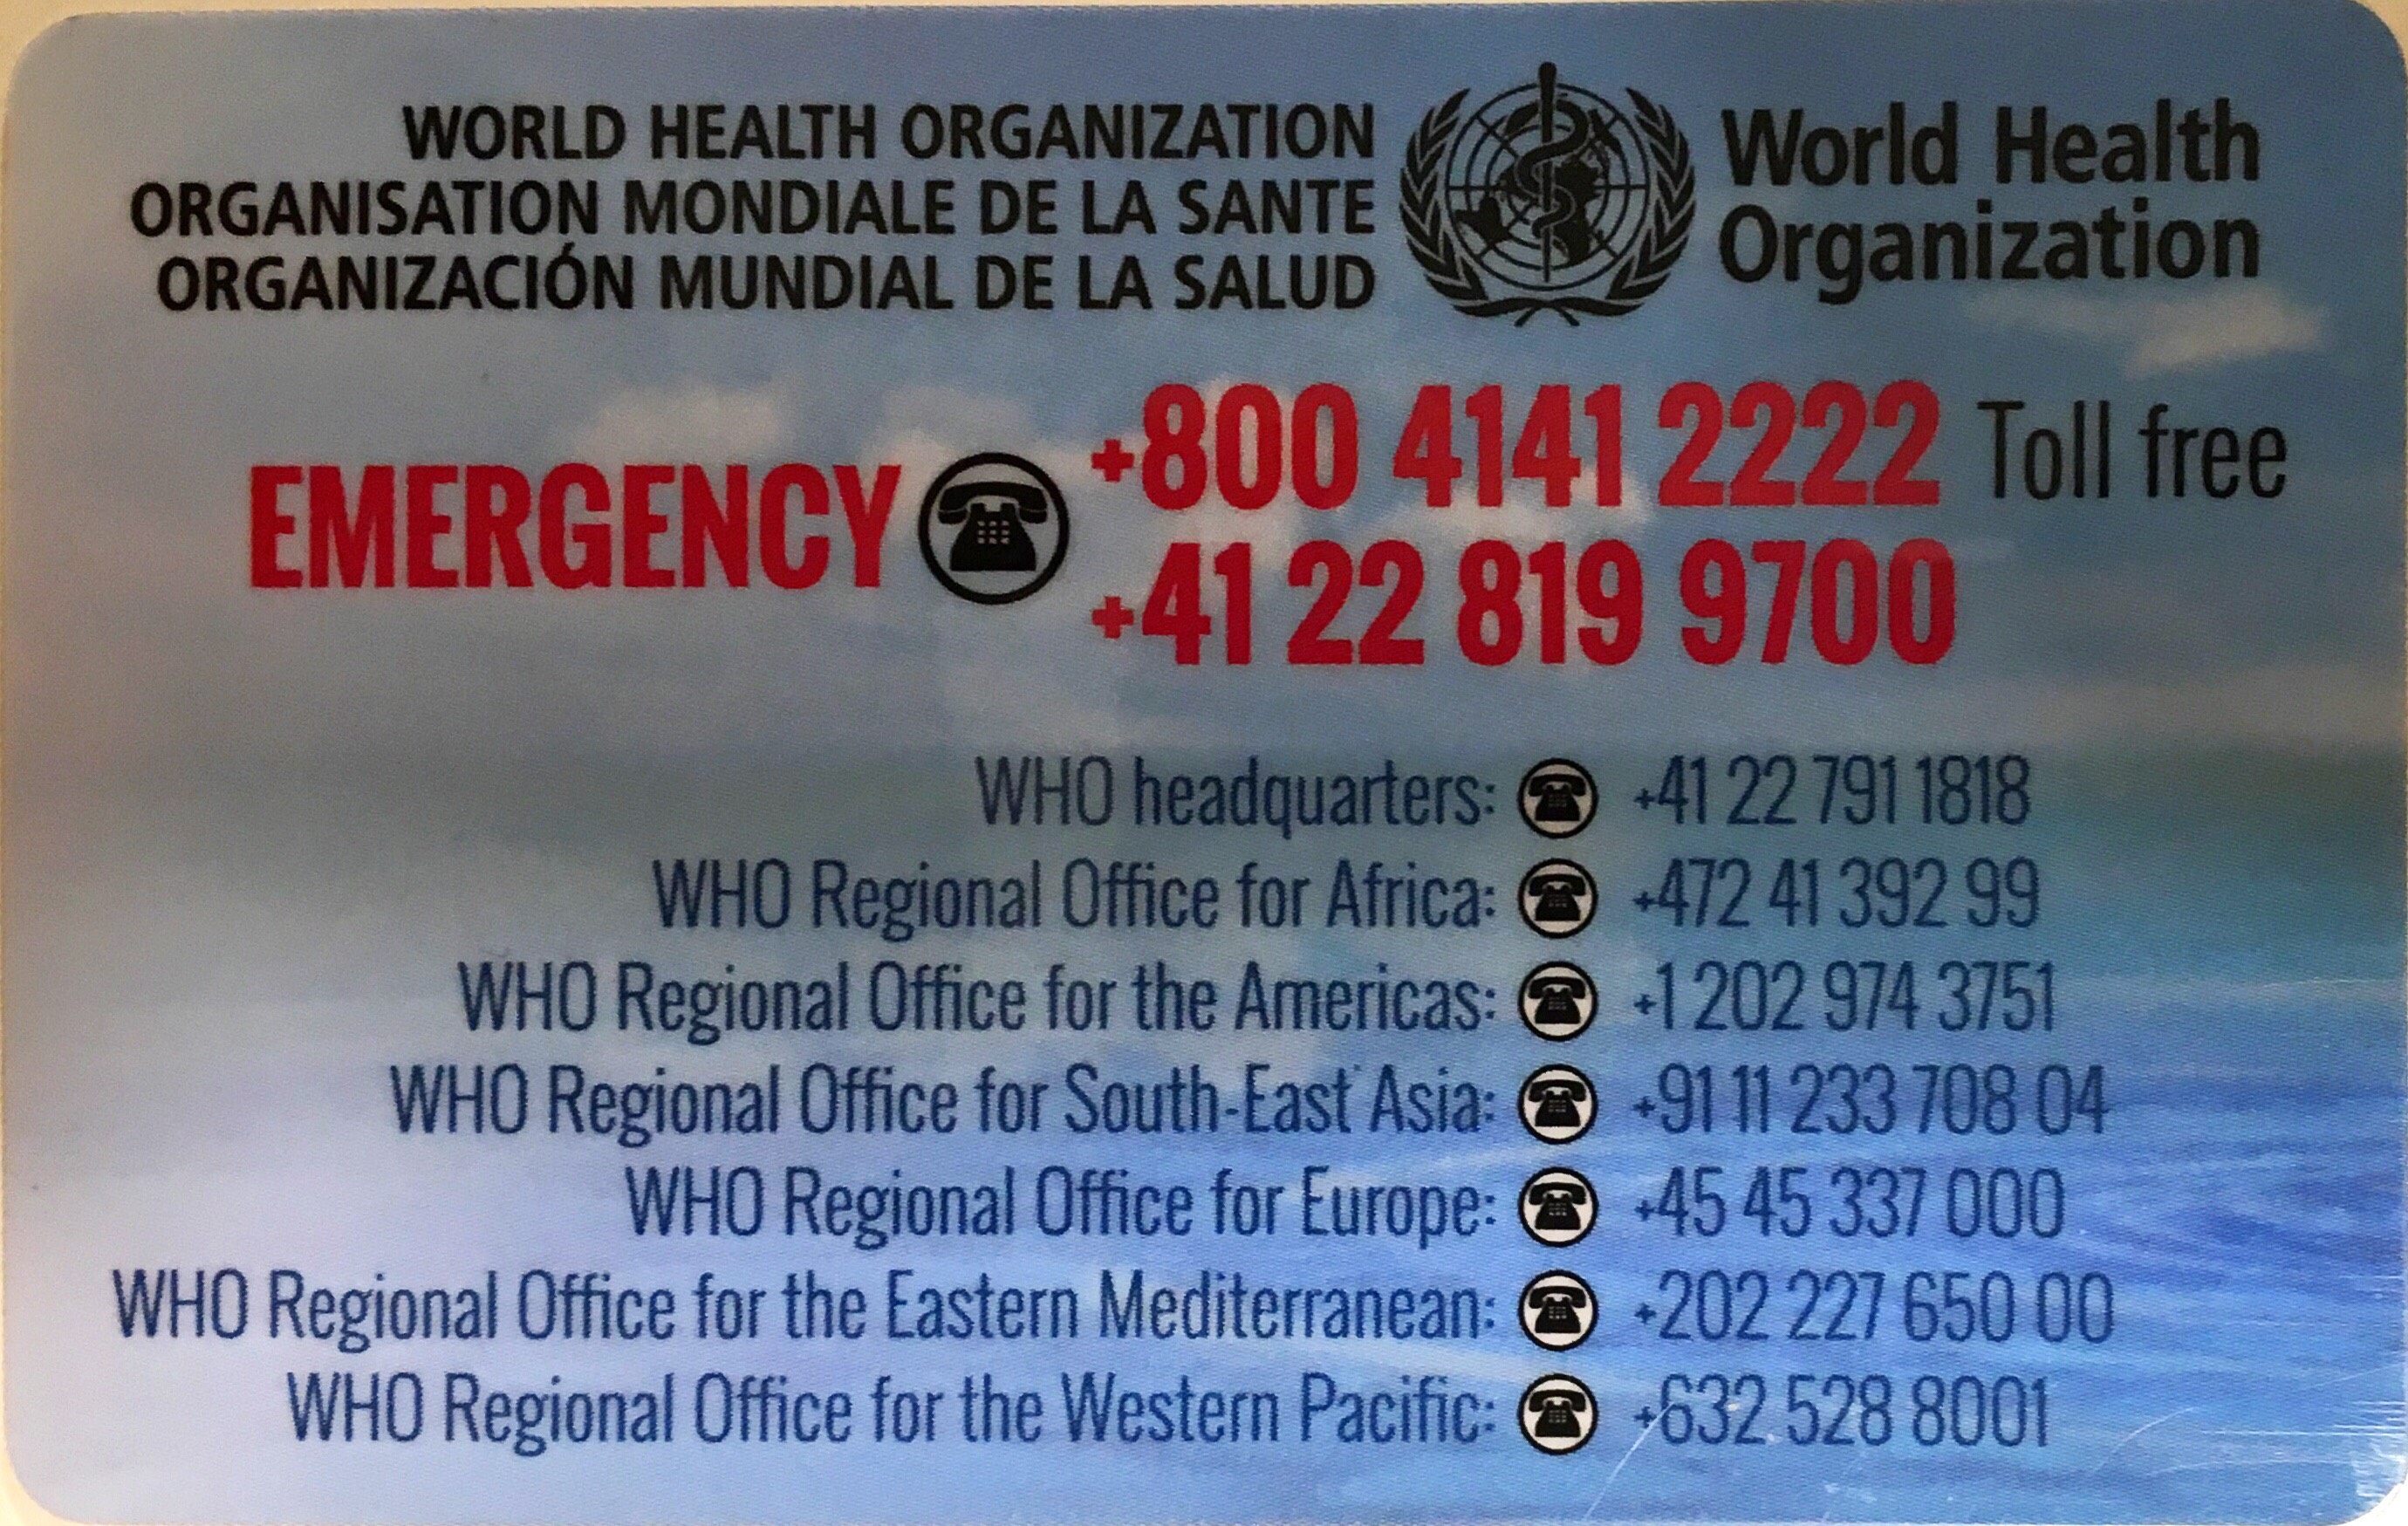 WORLD HEALTH ORGANIZATION
ORGANISATION MONDIALE DE LA SANTE
ORGANIZACIÓN MUNDIAL DE LA SALUD
World Health
Organization
EMERGENCY
+800 4141 2222 Toll free
+41 22 819 9700
WHO headquarters: +41 22 791 1818
WHO Regional Office for Africa: +472 41 392 99
WHO Regional Office for the Americas: +1 202 974 3751
WHO Regional Office for South-East Asia: +91 11 233 708 04
WHO Regional Office for Europe: +45 45 337 000
WHO Regional Office for the Eastern Mediterranean: +202 227 650 00
WHO Regional Office for the Western Pacific: +632 528 8001